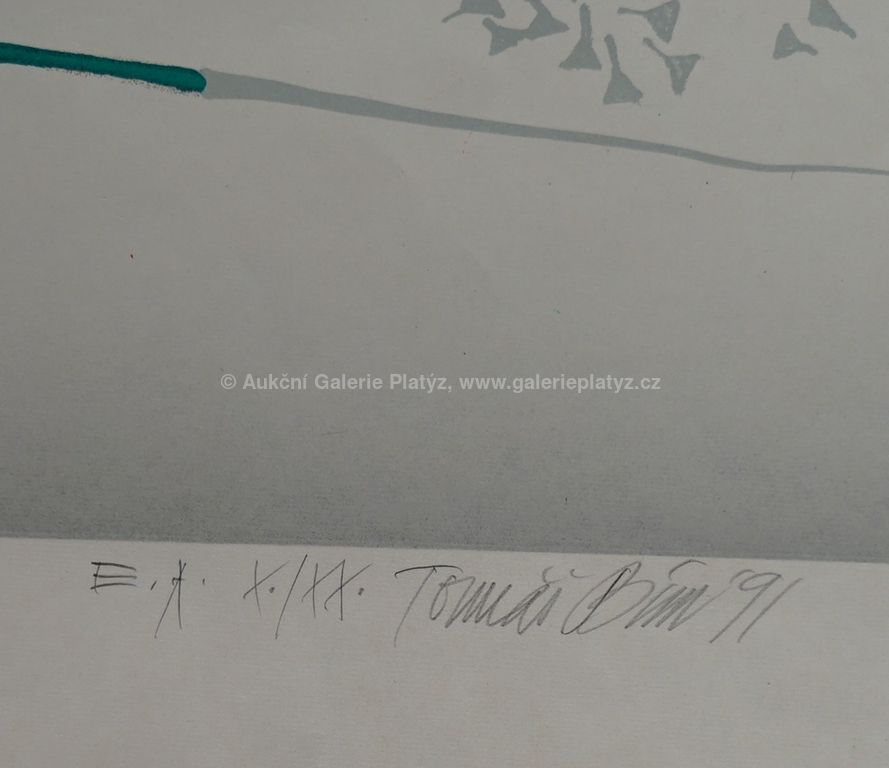 © Aukční Galerie Platýz, www.galerieplatyz.cz
E.A. X./XX. Tomáš Bím '91